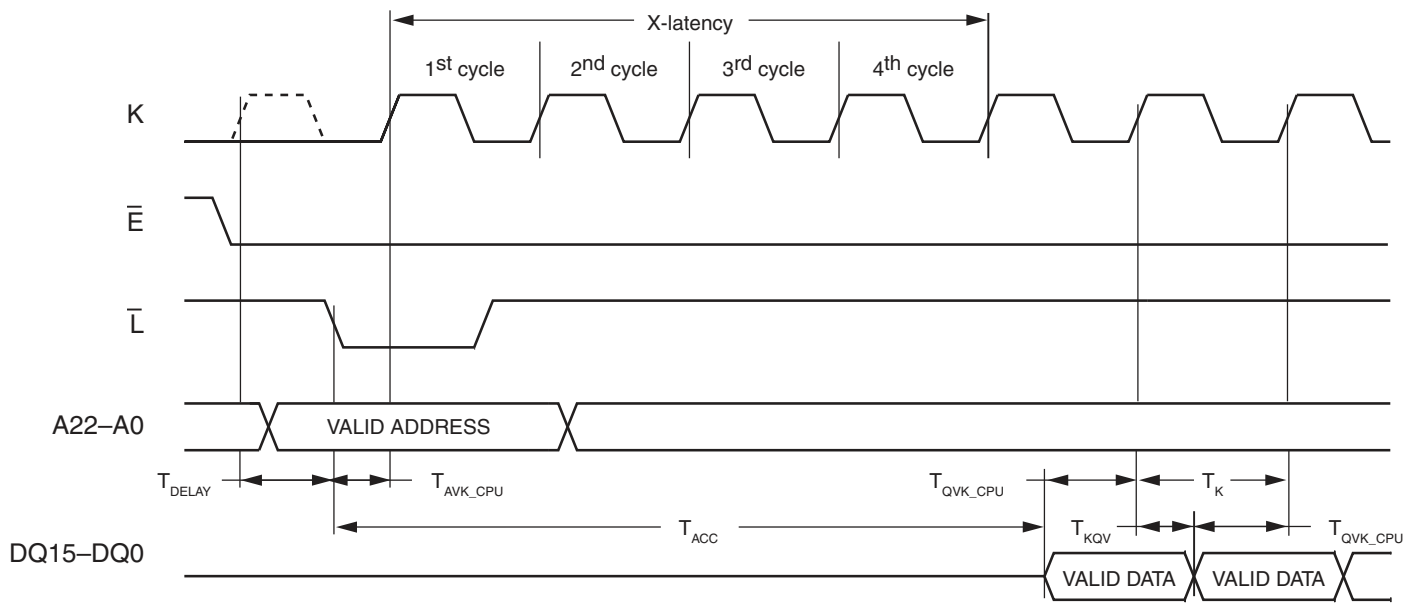 X-latency
1st cycle 2nd cycle 3rd cycle 4th cycle
K
E̅
L̅
A22–A0 VALID ADDRESS
TDELAY TAVK_CPU TQVK_CPU TK
TACC TKQV TQVK_CPU
DQ15–DQ0 VALID DATA VALID DATA